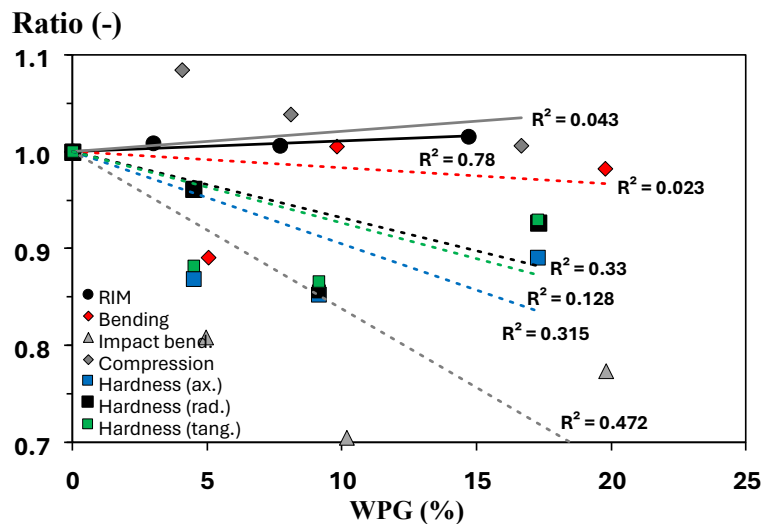 Ratio (-)
1.1
1.0
0.9
0.8
0.7
R² = 0.043
R² = 0.78
R² = 0.023
R² = 0.33
R² = 0.128
R² = 0.315
R² = 0.472
RIM
Bending
Impact bend.
Compression
Hardness (ax.)
Hardness (rad.)
Hardness (tang.)
0 5 10 15 20 25
WPG (%)